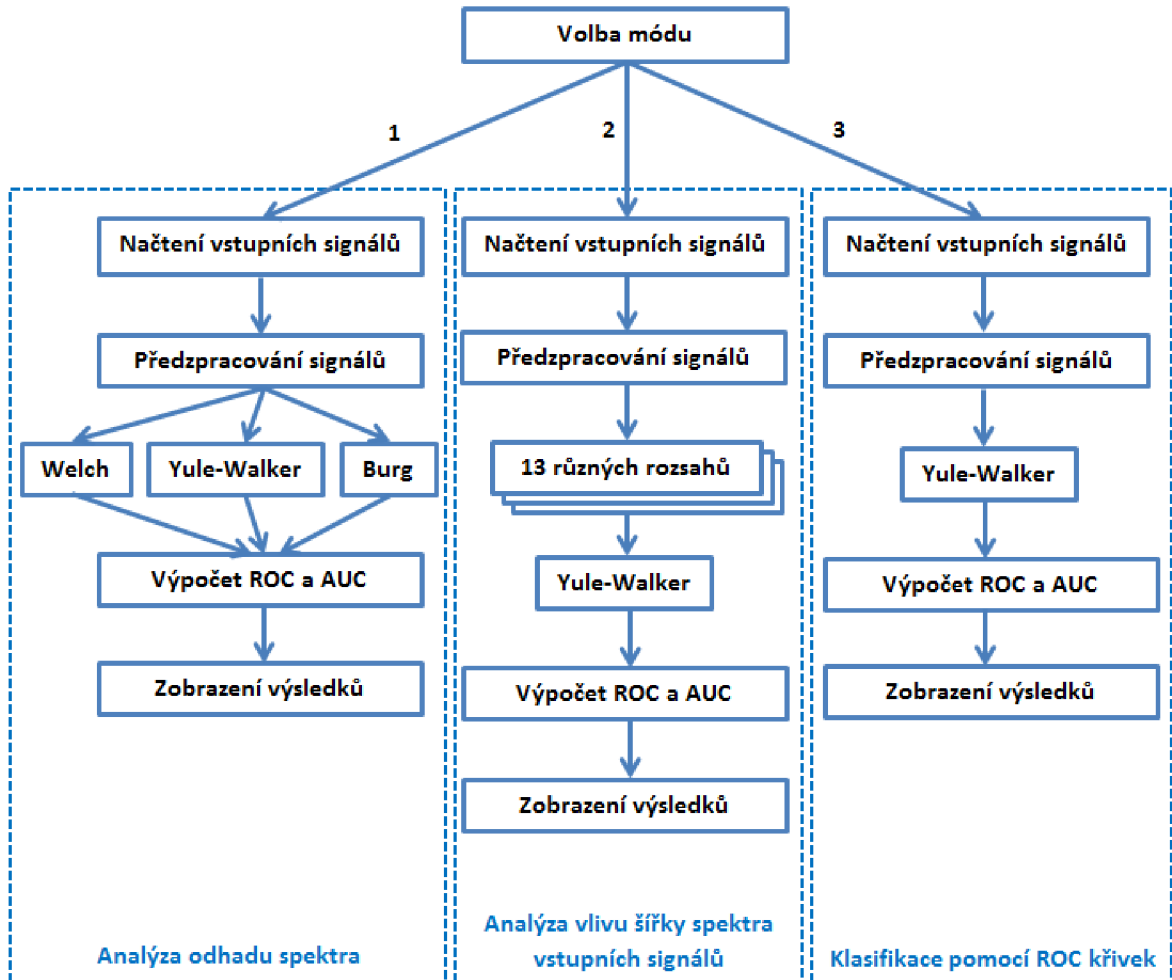 Volba módu
1
2
3
Načtení vstupních signálů
Předzpracování signálů
Welch
Yule-Walker
Burg
Výpočet ROC a AUC
Zobrazení výsledků
Analýza odhadu spektra
Načtení vstupních signálů
Předzpracování signálů
13 různých rozsahů
Yule-Walker
Výpočet ROC a AUC
Zobrazení výsledků
Analýza vlivu šířky spektra
vstupních signálů
Načtení vstupních signálů
Předzpracování signálů
Yule-Walker
Výpočet ROC a AUC
Zobrazení výsledků
Klasifikace pomocí ROC křivek